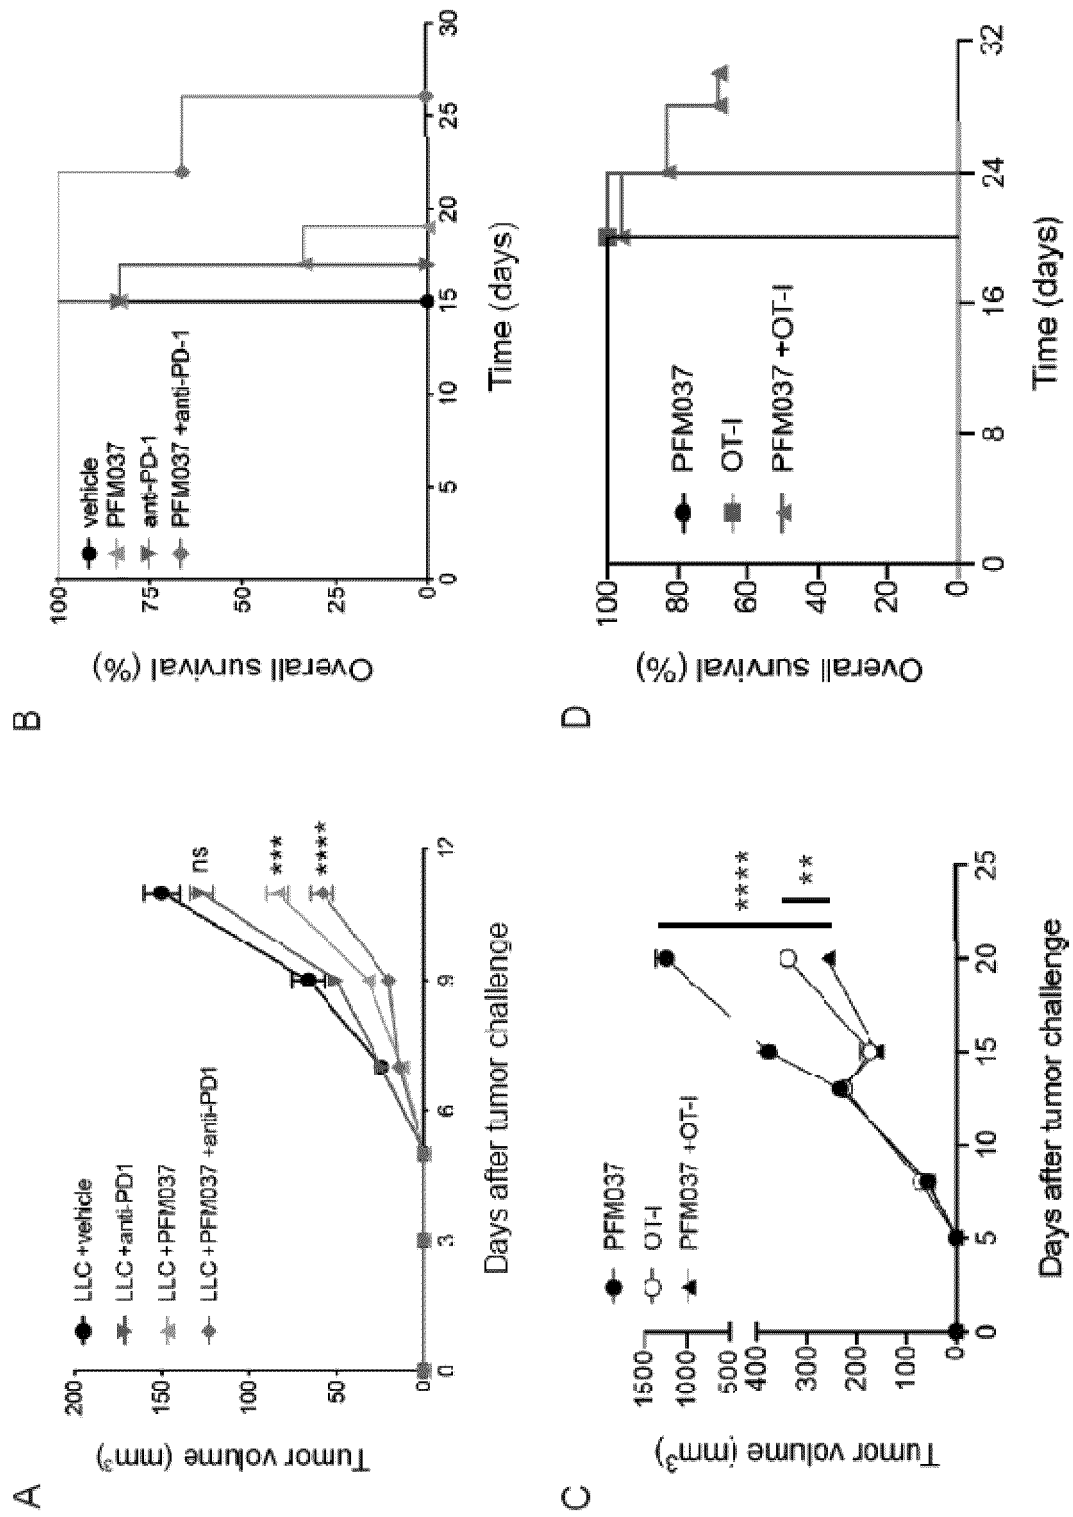 A
Tumor volume (mm³)
200
150
100
50
0
LLC +vehicle
LLC +anti-PD1
LLC +PFM037
LLC +PFM037 +anti-PD1
ns
***
****
0
3
6
9
12
Days after tumor challenge
B
Overall survival (%)
100
75
50
25
0
vehicle
PFM037
anti-PD-1
PFM037 +anti-PD-1
0
5
10
15
20
25
30
Time (days)
C
Tumor volume (mm³)
1500
1000
500
400
300
200
100
0
PFM037
OT-I
PFM037 +OT-I
****
**
0
5
10
15
20
25
Days after tumor challenge
D
Overall survival (%)
100
80
60
40
20
0
PFM037
OT-I
PFM037 +OT-I
0
8
16
24
32
Time (days)